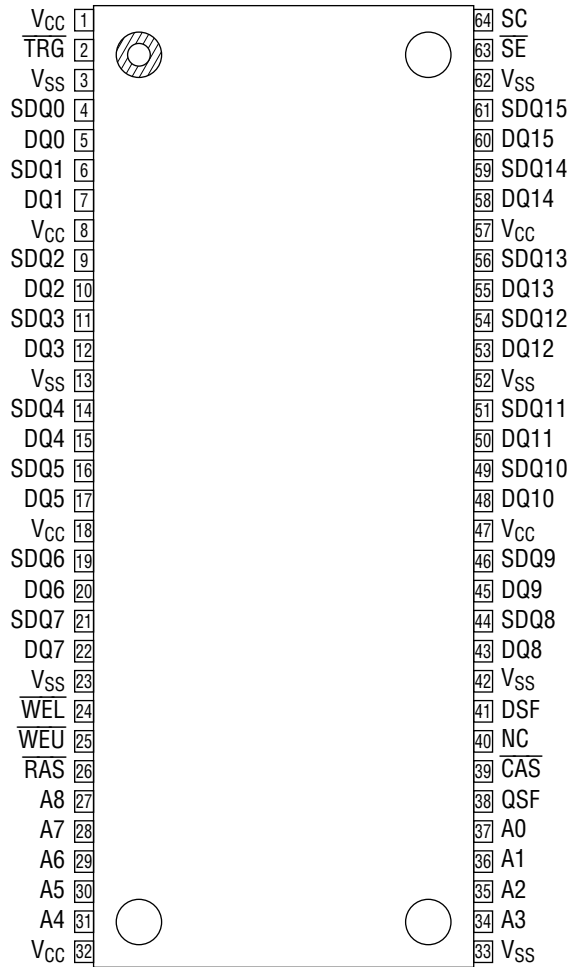 VCC 1 64 SC
TRG 2 63 SE
VSS 3 62 VSS
SDQ0 4 61 SDQ15
DQ0 5 60 DQ15
SDQ1 6 59 SDQ14
DQ1 7 58 DQ14
VCC 8 57 VCC
SDQ2 9 56 SDQ13
DQ2 10 55 DQ13
SDQ3 11 54 SDQ12
DQ3 12 53 DQ12
VSS 13 52 VSS
SDQ4 14 51 SDQ11
DQ4 15 50 DQ11
SDQ5 16 49 SDQ10
DQ5 17 48 DQ10
VCC 18 47 VCC
SDQ6 19 46 SDQ9
DQ6 20 45 DQ9
SDQ7 21 44 SDQ8
DQ7 22 43 DQ8
VSS 23 42 VSS
WEL 24 41 DSF
WEU 25 40 NC
RAS 26 39 CAS
A8 27 38 QSF
A7 28 37 A0
A6 29 36 A1
A5 30 35 A2
A4 31 34 A3
VCC 32 33 VSS